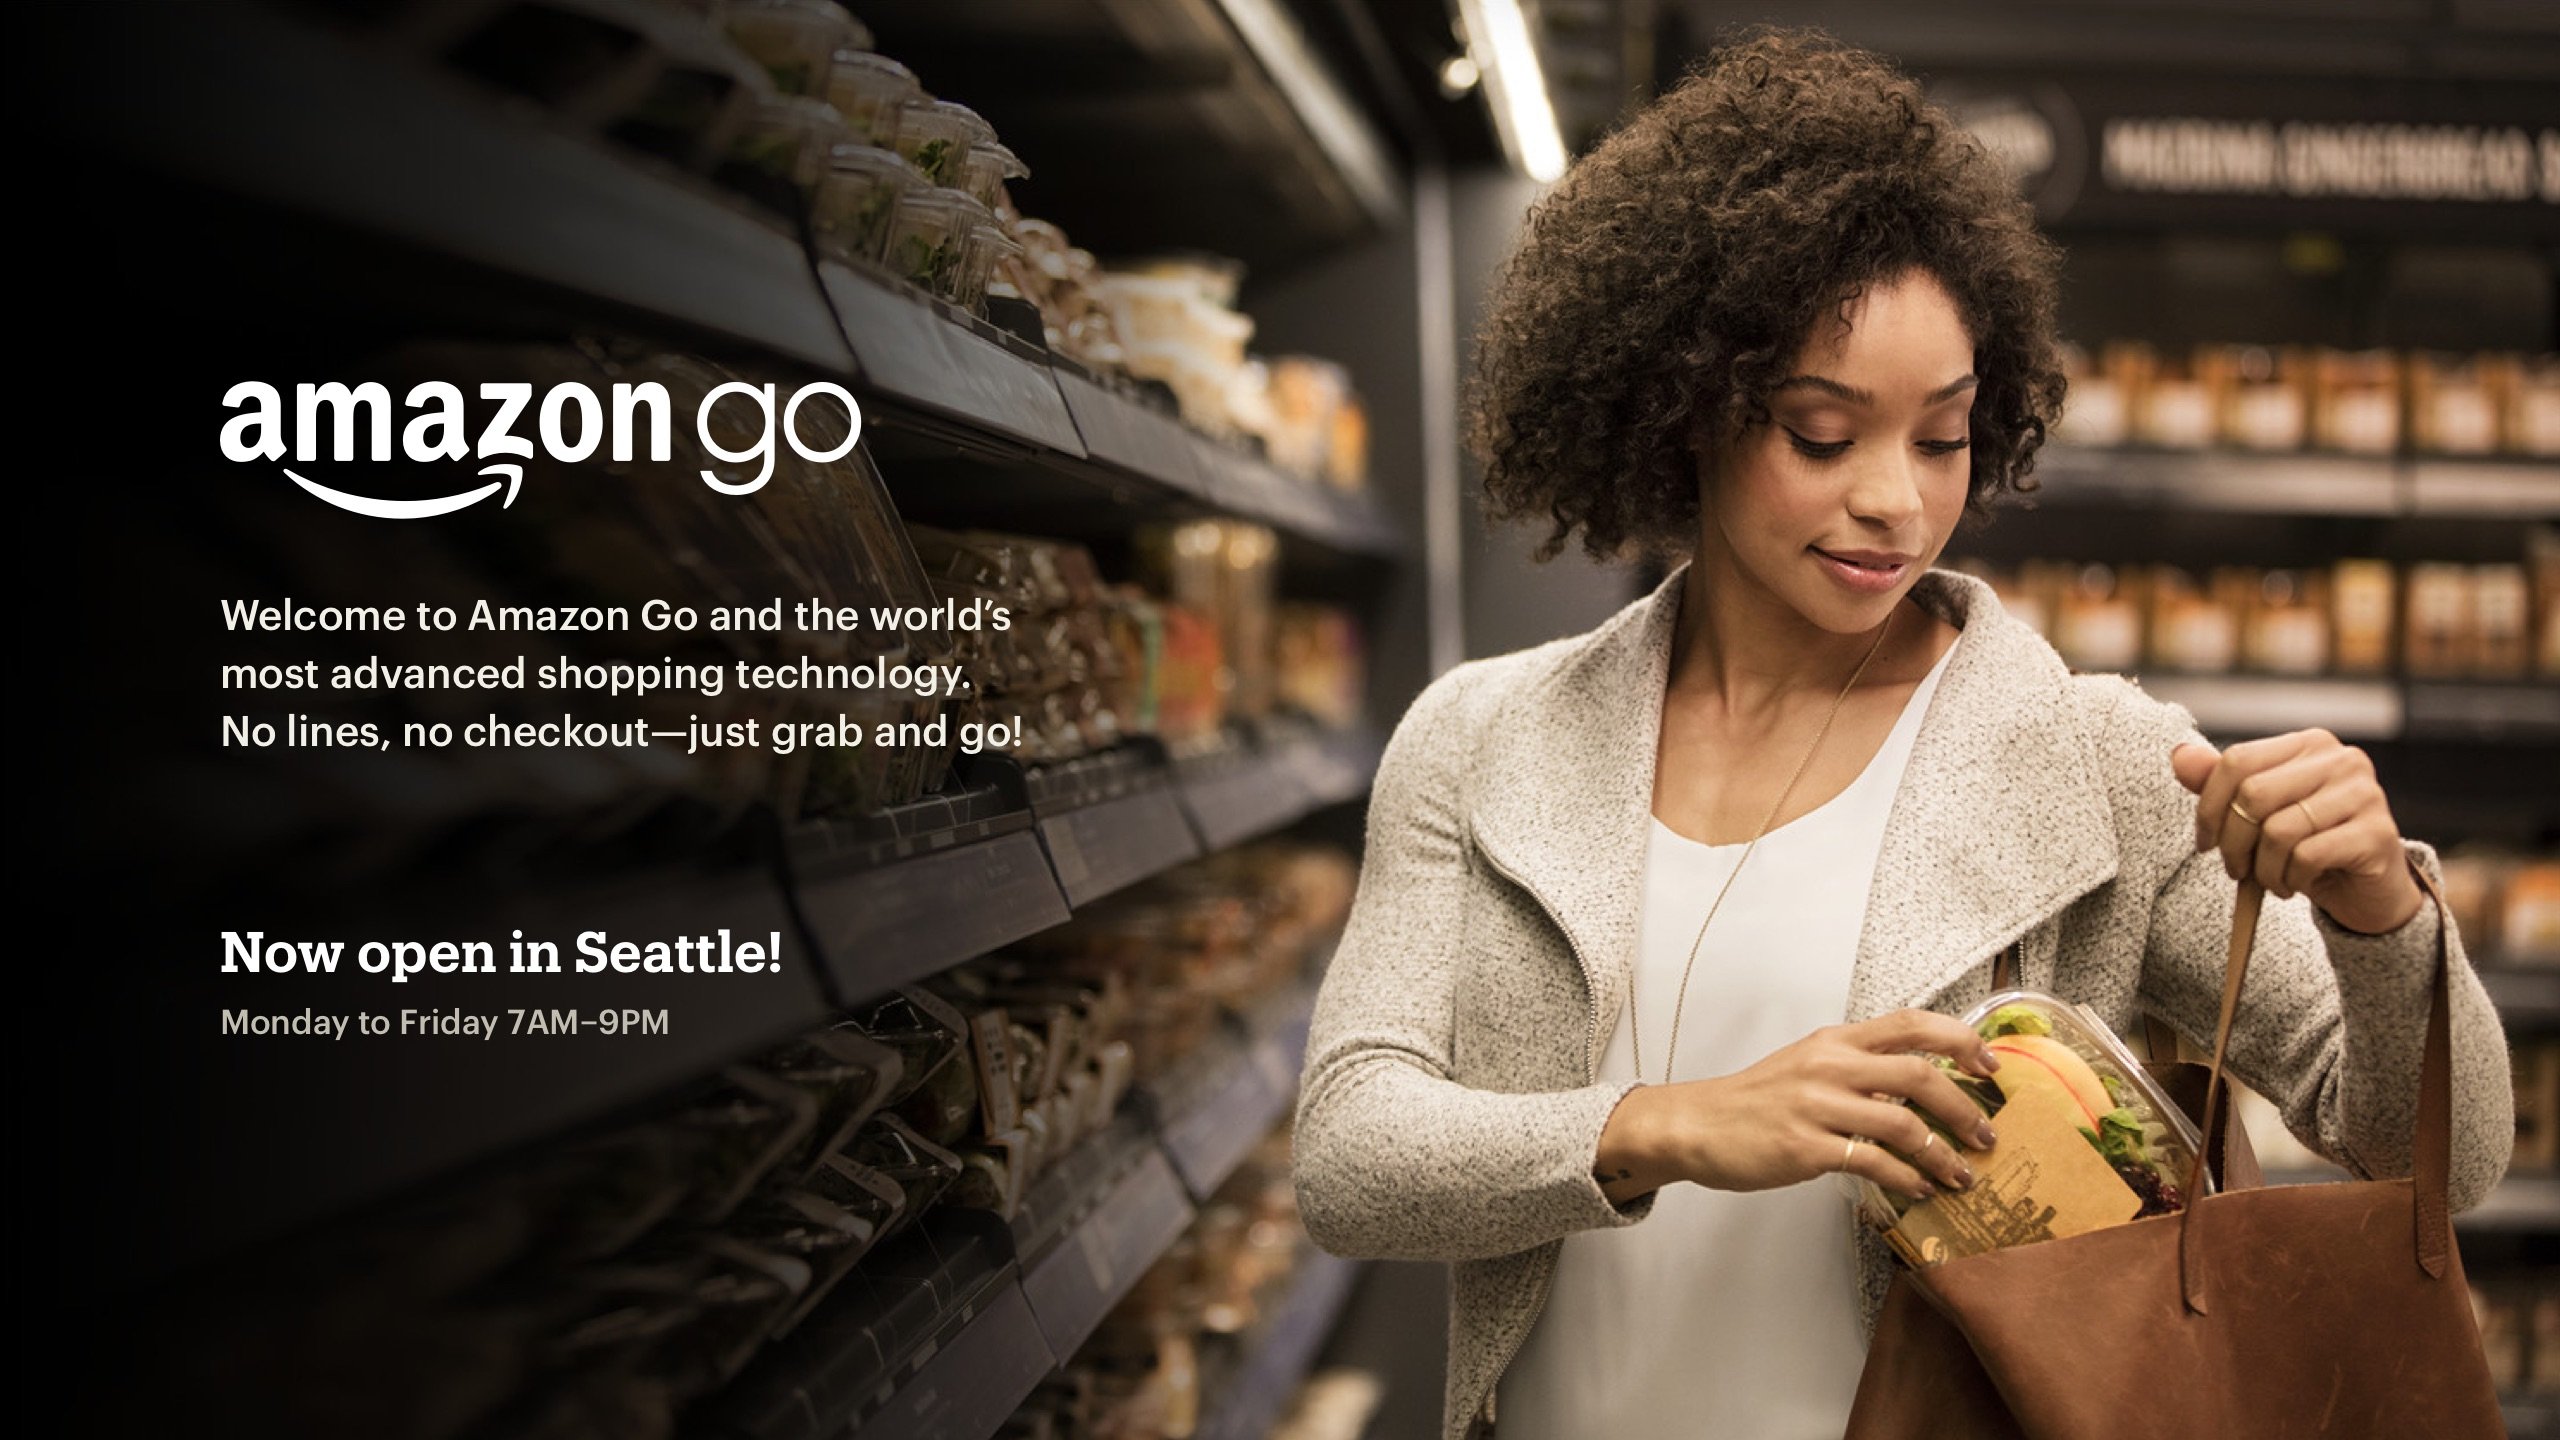 amazon go
Welcome to Amazon Go and the world’s
most advanced shopping technology.
No lines, no checkout—just grab and go!
Now open in Seattle!
Monday to Friday 7AM–9PM